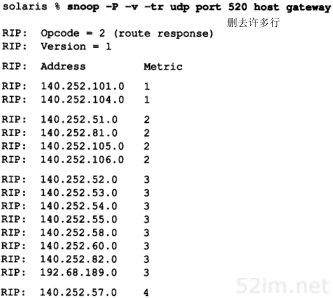 solaris % snoop -P -v -tr udp port 520 host gateway
删去许多行
RIP: Opcode = 2 (route response)
RIP: Version = 1
RIP: Address Metric
RIP: 140.252.101.0 1
RIP: 140.252.104.0 1
RIP: 140.252.51.0 2
RIP: 140.252.81.0 2
RIP: 140.252.105.0 2
RIP: 140.252.106.0 2
RIP: 140.252.52.0 3
RIP: 140.252.53.0 3
RIP: 140.252.54.0 3
RIP: 140.252.55.0 3
RIP: 140.252.58.0 3
RIP: 140.252.60.0 3
RIP: 140.252.82.0 3
RIP: 192.68.189.0 3
RIP: 140.252.57.0 4
52im.net